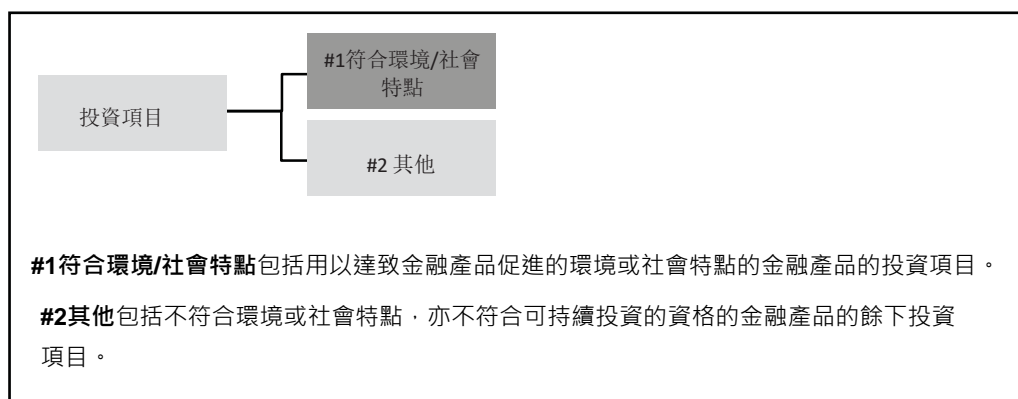 #1符合環境/社會
特點
投資項目
#2 其他
#1符合環境/社會特點包括用以達致金融產品促進的環境或社會特點的金融產品的投資項目。
#2其他包括不符合環境或社會特點，亦不符合可持續投資的資格的金融產品的餘下投資
項目。